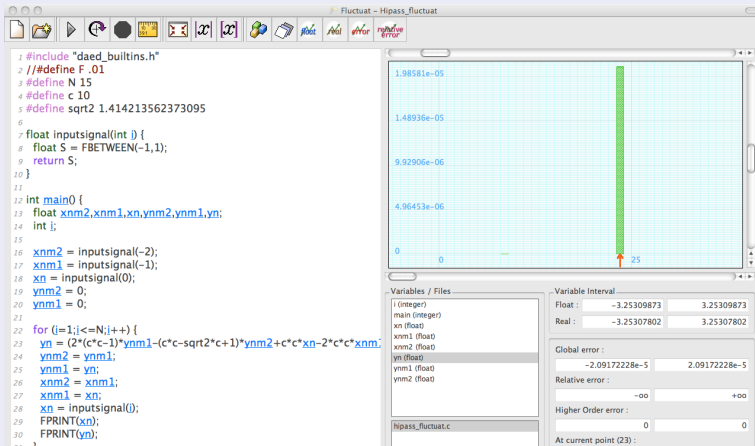 Fluctuat - Hipass_fluctuat
|x| [x] float real error relative error
1 #include "daed_builtins.h"
2 //#define F .01
3 #define N 15
4 #define c 10
5 #define sqrt2 1.414213562373095
6
7 float inputsignal(int i) {
8 float S = FBETWEEN(-1,1);
9 return S;
10 }
11
12 int main() {
13 float xnm2,xnm1,xn,ynm2,ynm1,yn;
14 int i;
15
16 xnm2 = inputsignal(-2);
17 xnm1 = inputsignal(-1);
18 xn = inputsignal(0);
19 ynm2 = 0;
20 ynm1 = 0;
21
22 for (i=1;i<=N;i++) {
23 yn = (2*(c*c-1)*ynm1-(c*c-sqrt2*c+1)*ynm2+c*c*xn-2*c*c*xnm1
24 ynm2 = ynm1;
25 ynm1 = yn;
26 xnm2 = xnm1;
27 xnm1 = xn;
28 xn = inputsignal(i);
29 FPRINT(xn);
30 FPRINT(yn);
1.98581e-05
1.48936e-05
9.92906e-06
4.96453e-06
0
0 25
Variables / Files
i (integer)
main (integer)
xn (float)
xnm1 (float)
xnm2 (float)
yn (float)
ynm1 (float)
ynm2 (float)
hipass_fluctuat.c
Variable Interval
Float : -3.25309873 3.25309873
Real : -3.25307802 3.25307802
Global error :
-2.09172228e-5 2.09172228e-5
Relative error :
-oo +oo
Higher Order error :
0 0
At current point (23) :